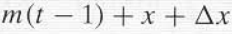 m(t − 1) + x + Δx